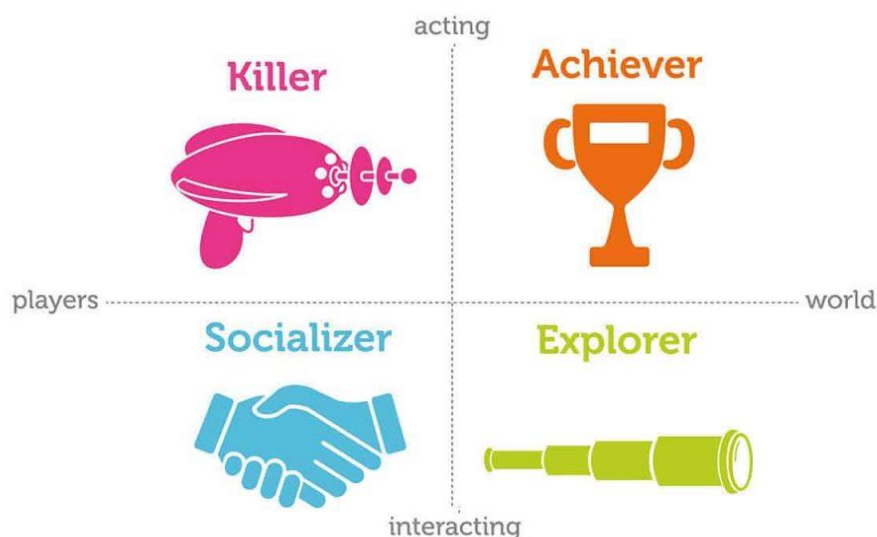 acting
Killer
Achiever
players
world
Socializer
Explorer
interacting